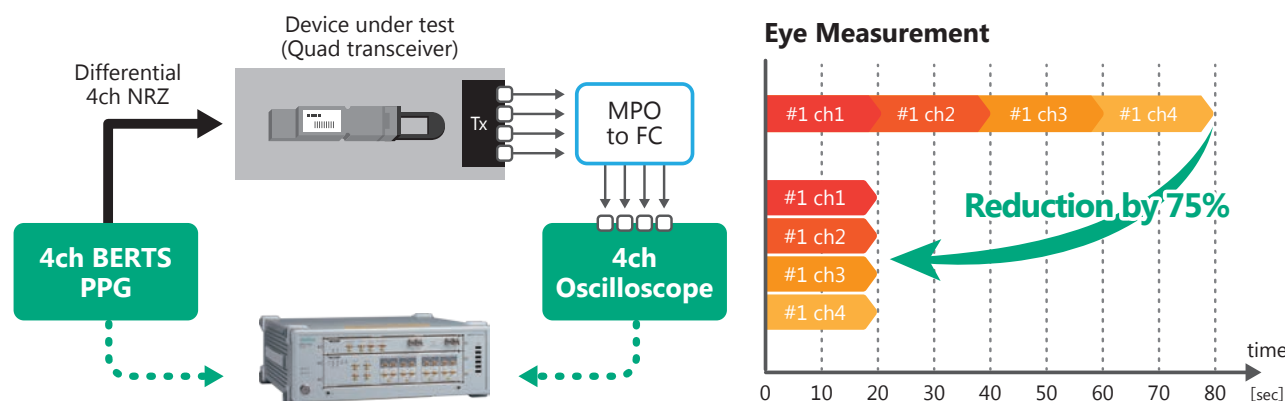 Device under test
(Quad transceiver)
Differential
4ch NRZ
Tx
MPO
to FC
4ch BERTS
PPG
4ch
Oscilloscope
Eye Measurement
#1 ch1
#1 ch2
#1 ch3
#1 ch4
#1 ch1
#1 ch2
#1 ch3
#1 ch4
Reduction by 75%
time
0 10 20 30 40 50 60 70 80 [sec]